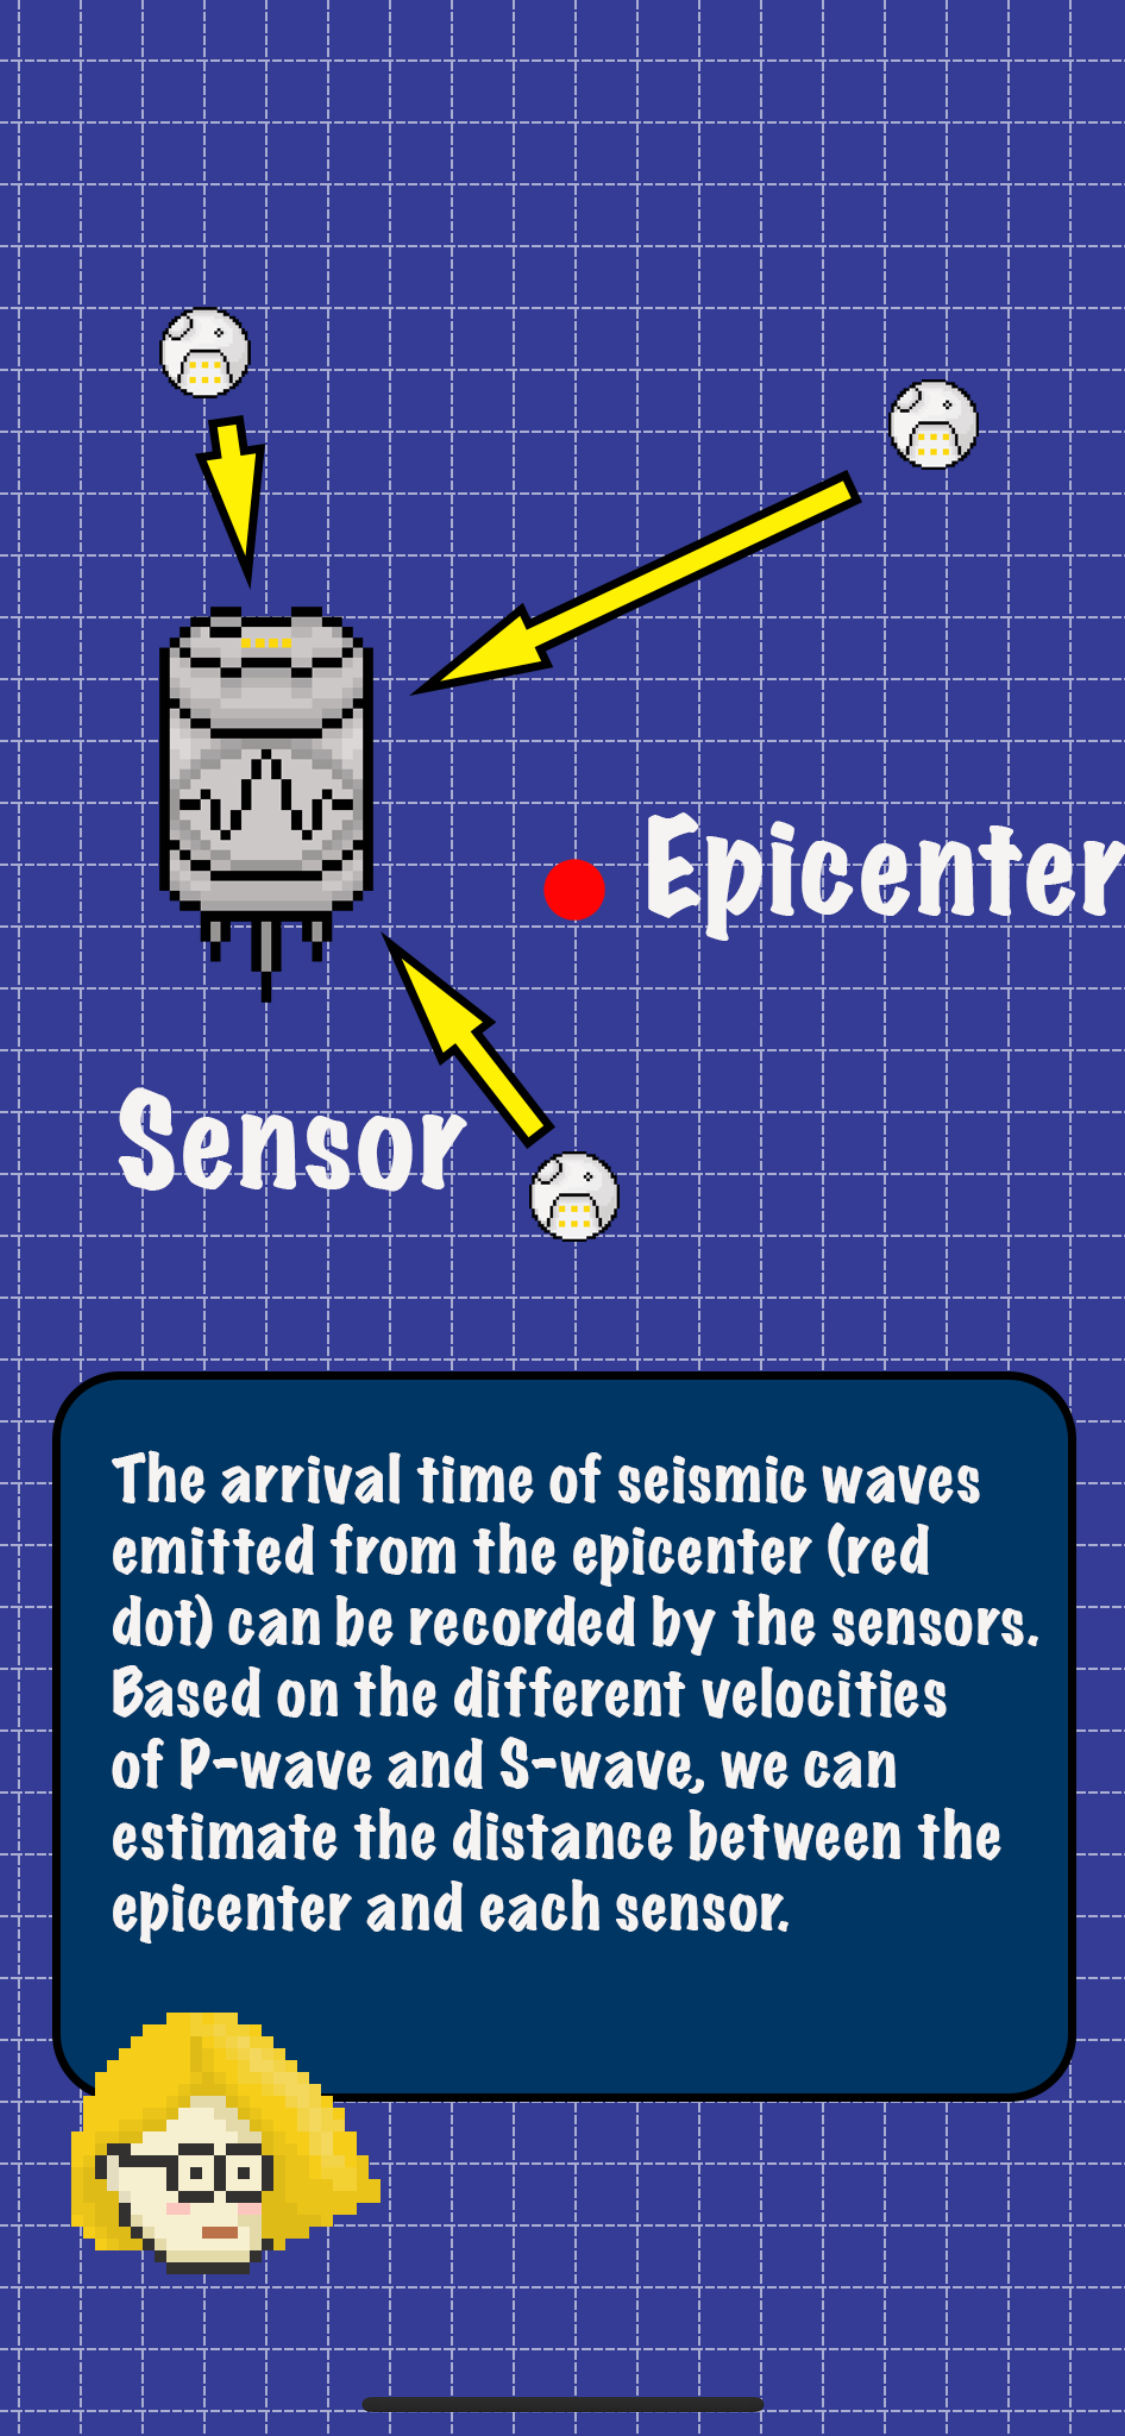 Epicenter
Sensor
The arrival time of seismic waves
emitted from the epicenter (red
dot) can be recorded by the sensors.
Based on the different velocities
of P-wave and S-wave, we can
estimate the distance between the
epicenter and each sensor.